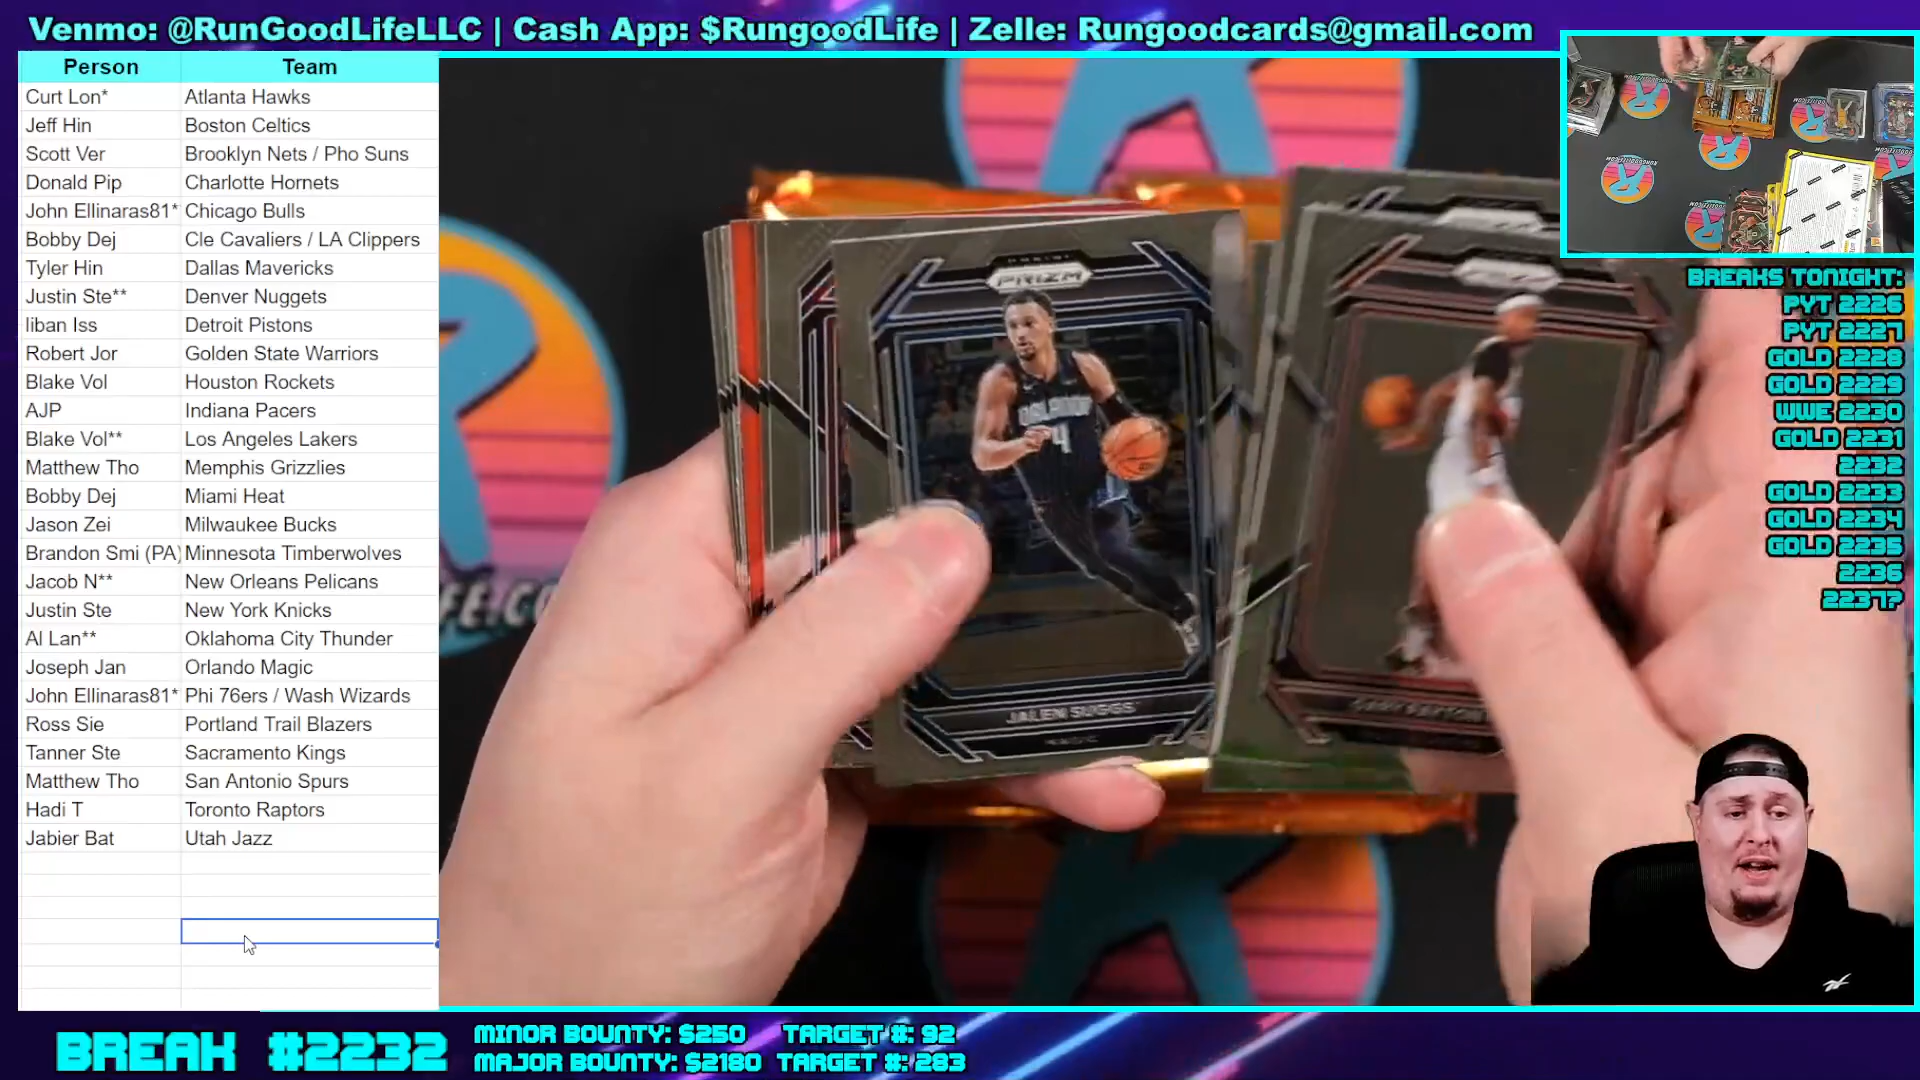 Venmo: @RunGoodLifeLLC | Cash App: $RungoodLife | Zelle: Rungoodcards@gmail.com
Person Team
Curt Lon* Atlanta Hawks
Jeff Hin Boston Celtics
Scott Ver Brooklyn Nets / Pho Suns
Donald Pip Charlotte Hornets
John Ellinaras81* Chicago Bulls
Bobby Dej Cle Cavaliers / LA Clippers
Tyler Hin Dallas Mavericks
Justin Ste** Denver Nuggets
liban Iss Detroit Pistons
Robert Jor Golden State Warriors
Blake Vol Houston Rockets
AJP Indiana Pacers
Blake Vol** Los Angeles Lakers
Matthew Tho Memphis Grizzlies
Bobby Dej Miami Heat
Jason Zei Milwaukee Bucks
Brandon Smi (PA) Minnesota Timberwolves
Jacob N** New Orleans Pelicans
Justin Ste New York Knicks
Al Lan** Oklahoma City Thunder
Joseph Jan Orlando Magic
John Ellinaras81* Phi 76ers / Wash Wizards
Ross Sie Portland Trail Blazers
Tanner Ste Sacramento Kings
Matthew Tho San Antonio Spurs
Hadi T Toronto Raptors
Jabier Bat Utah Jazz
PANINI
PRIZM
ORLANDO
4
JALEN SUGGS
MAGIC
BREAKS TONIGHT:
PYT 2226
PYT 2227
GOLD 2228
GOLD 2229
WWE 2230
GOLD 2231
2232
GOLD 2233
GOLD 2234
GOLD 2235
2236
2237?
BREAK #2232
MINOR BOUNTY: $250 TARGET #: 92
MAJOR BOUNTY: $2180 TARGET #: 283